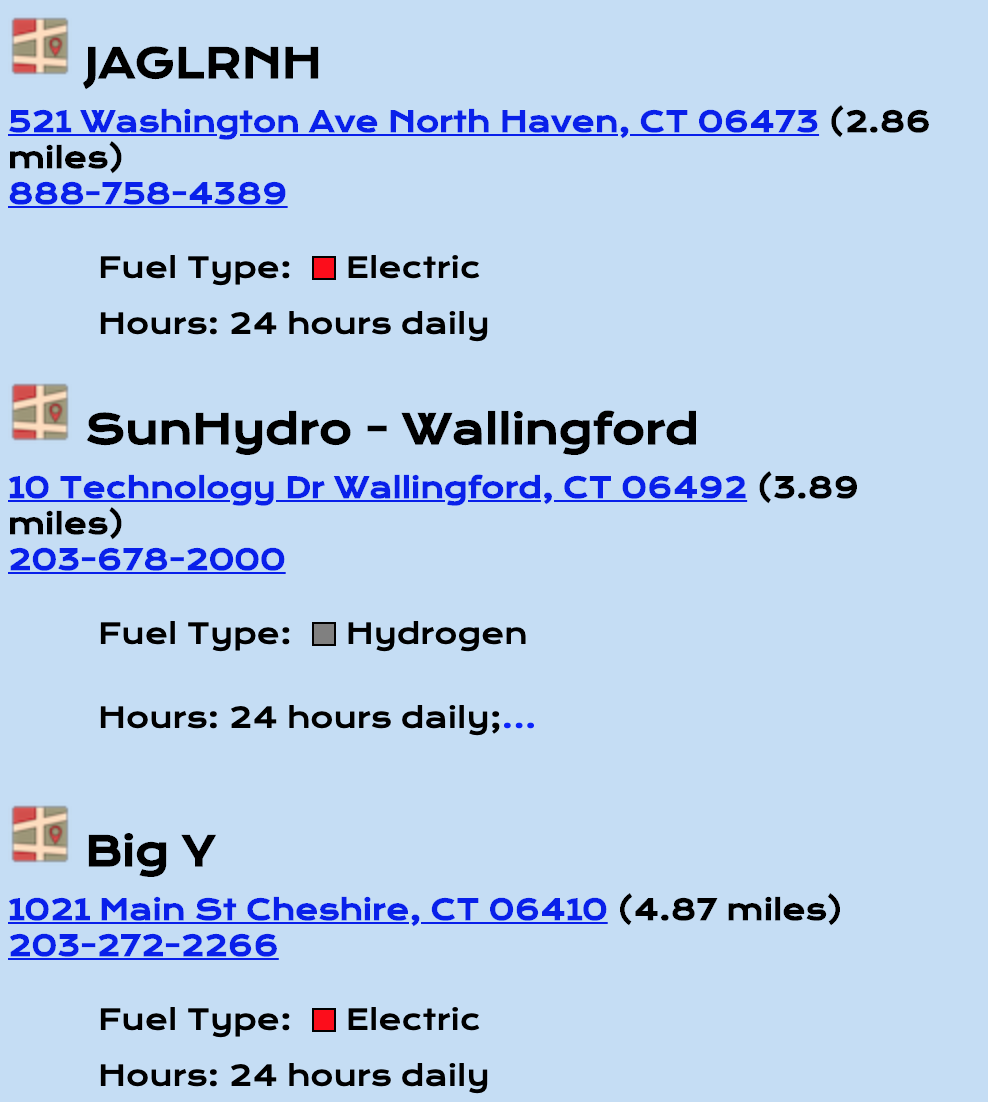 JAGLRNH
521 Washington Ave North Haven, CT 06473 (2.86
miles)
888-758-4389
Fuel Type: Electric
Hours: 24 hours daily
SunHydro - Wallingford
10 Technology Dr Wallingford, CT 06492 (3.89
miles)
203-678-2000
Fuel Type: Hydrogen
Hours: 24 hours daily;...
Big Y
1021 Main St Cheshire, CT 06410 (4.87 miles)
203-272-2266
Fuel Type: Electric
Hours: 24 hours daily